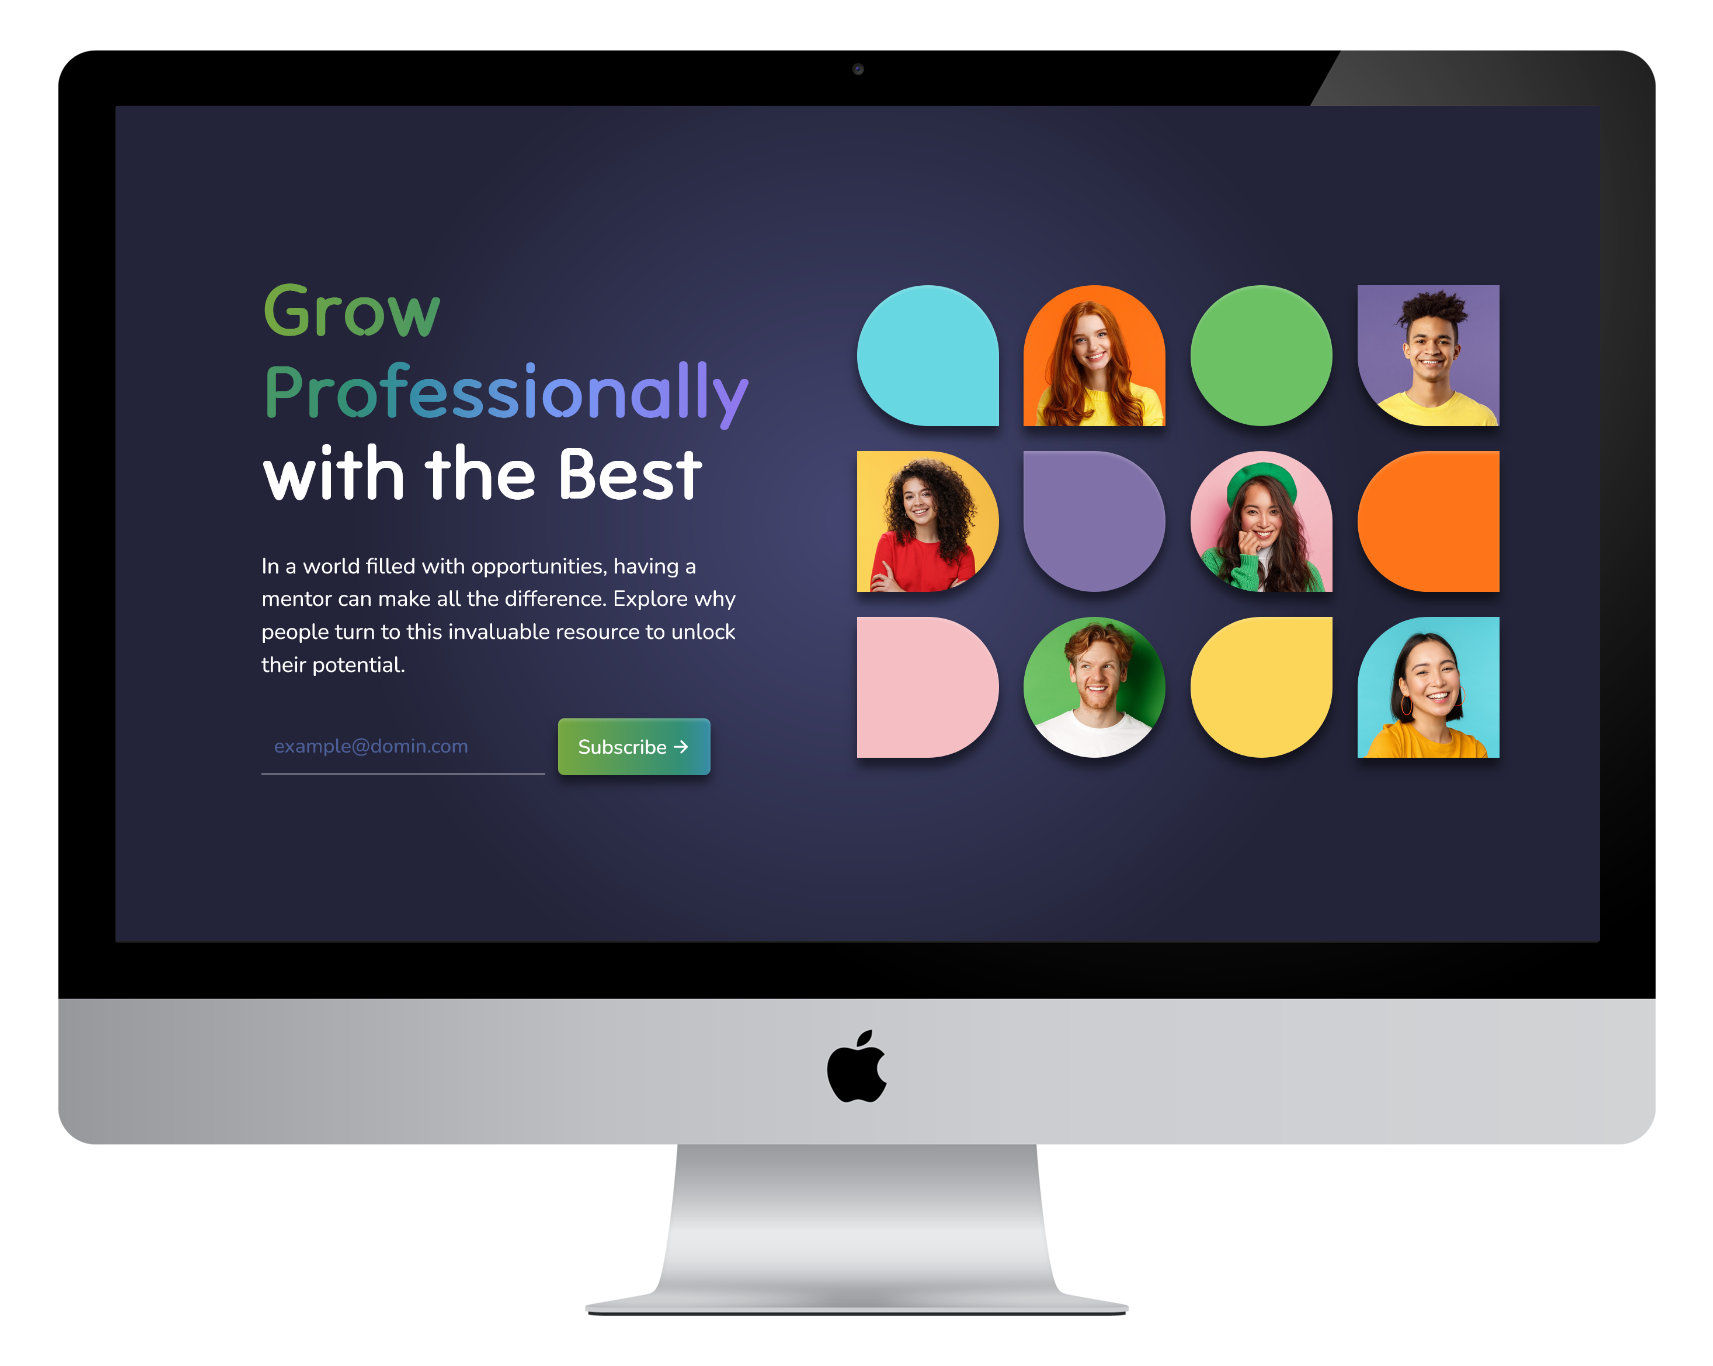 Grow
Professionally
with the Best
In a world filled with opportunities, having a
mentor can make all the difference. Explore why
people turn to this invaluable resource to unlock
their potential.
example@domin.com
Subscribe →